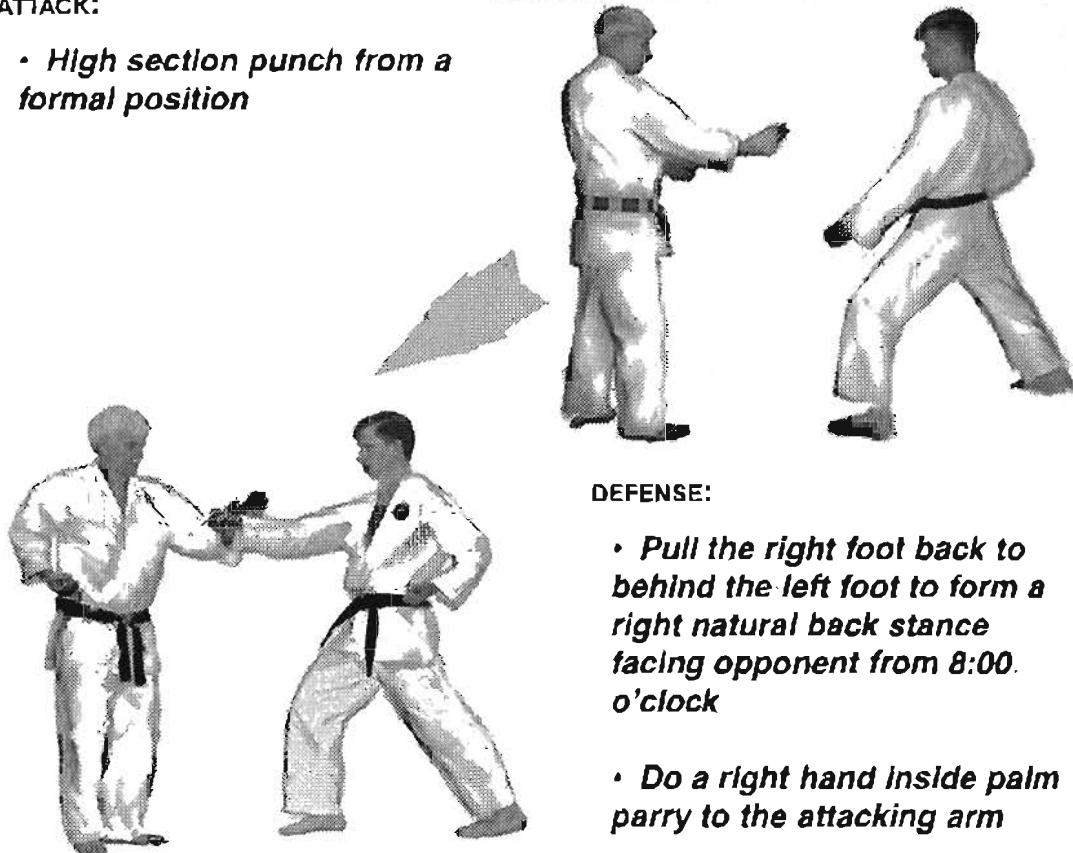 ATTACK:
• High section punch from a
formal position
DEFENSE:
• Pull the right foot back to
behind the left foot to form a
right natural back stance
facing opponent from 8:00.
o'clock
• Do a right hand inside palm
parry to the attacking arm